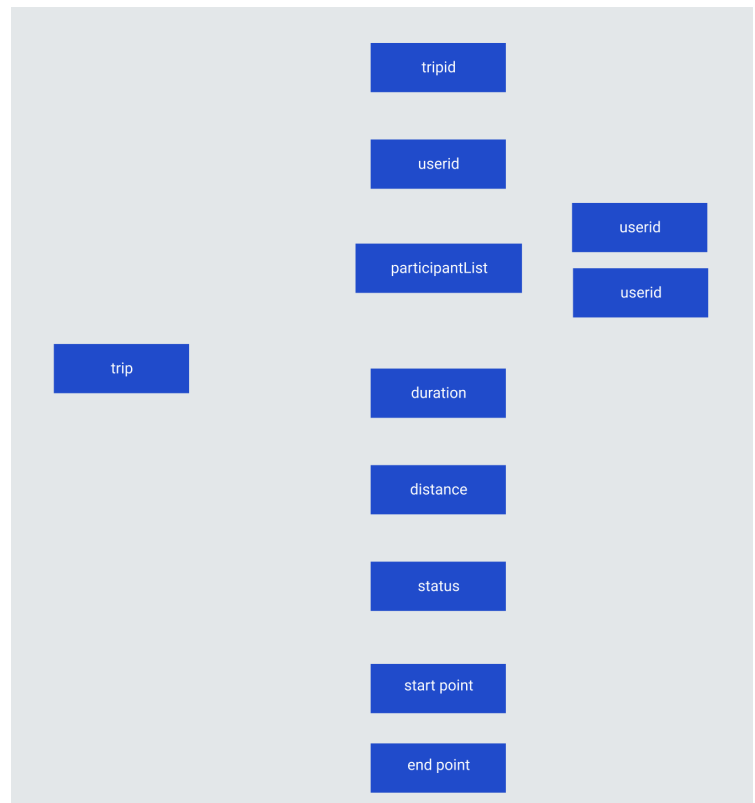 tripid
userid
userid
participantList
userid
trip
duration
distance
status
start point
end point